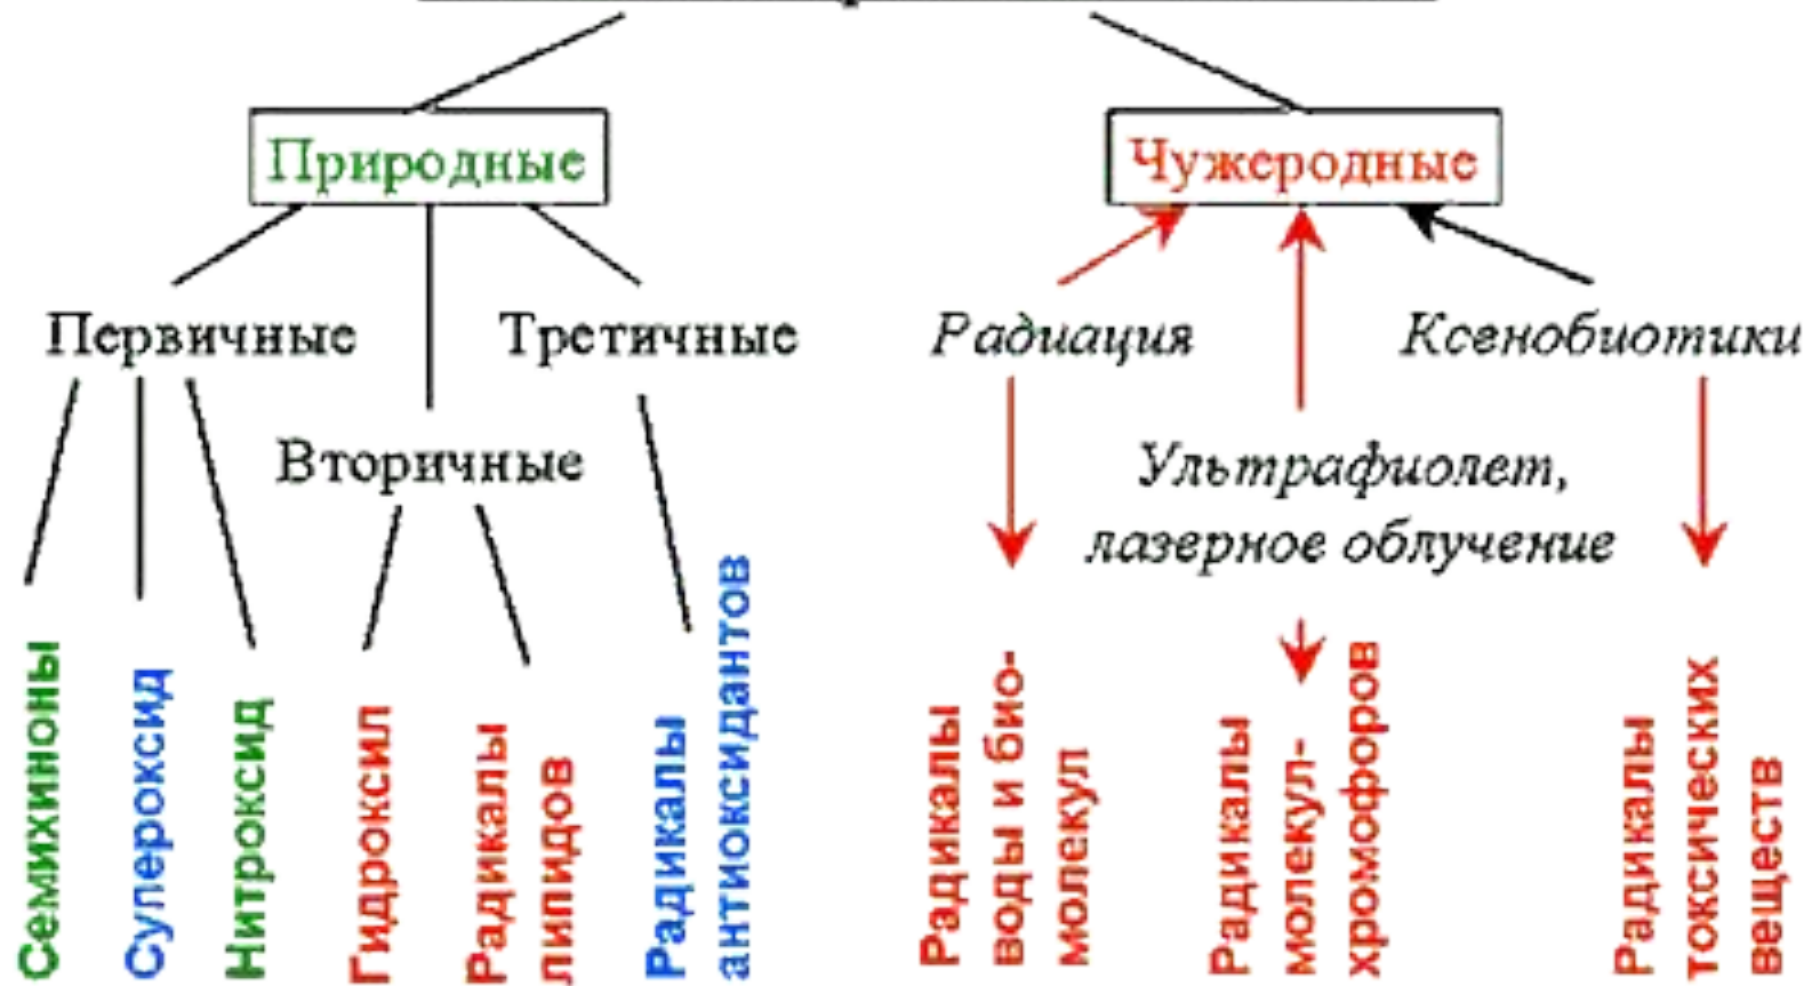 Природные
Чужеродные
Первичные
Третичные
Радиация
Ксенобиотики
Вторичные
Ультрафиолет,
лазерное облучение
Семихиноны
Супероксид
Нитроксид
Гидроксил
Радикалы
липидов
Радикалы
антиоксидантов
Радикалы
воды и био-
молекул
Радикалы
молекул-
хромофоров
Радикалы
токсических
веществ